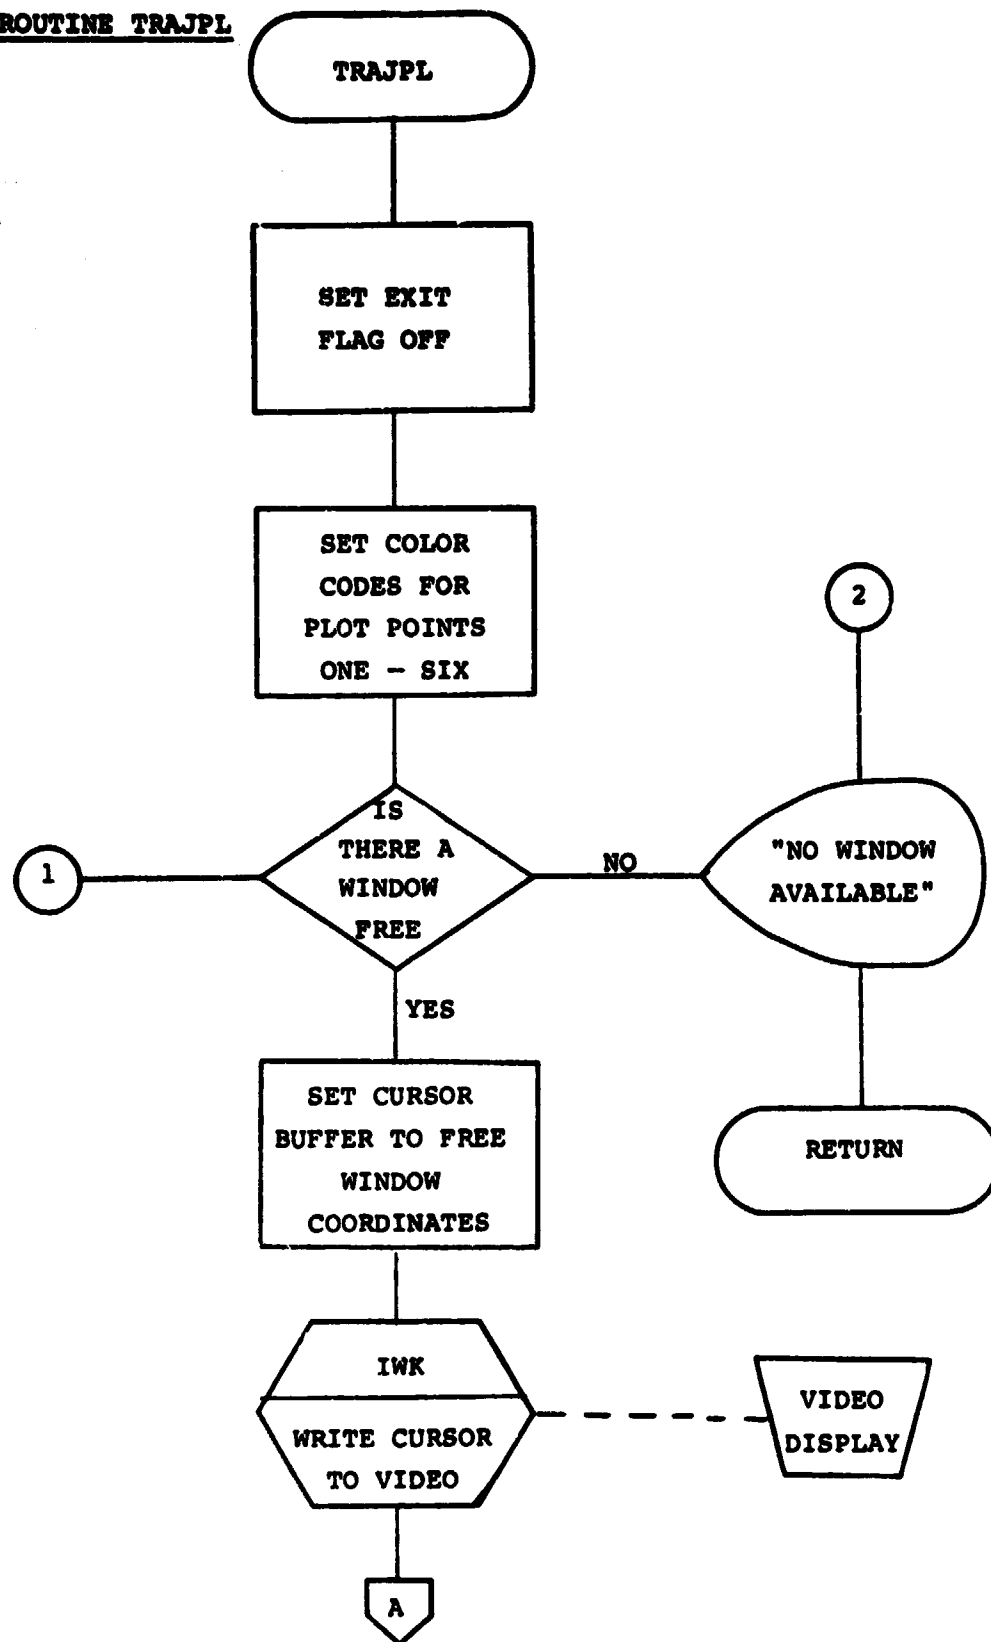 ROUTINE TRAJPL
TRAJPL
SET EXIT
FLAG OFF
SET COLOR
CODES FOR
PLOT POINTS
ONE — SIX
2
IS
THERE A
WINDOW
FREE
1
NO
"NO WINDOW
AVAILABLE"
YES
SET CURSOR
BUFFER TO FREE
WINDOW
COORDINATES
RETURN
IWK
WRITE CURSOR
TO VIDEO
VIDEO
DISPLAY
A